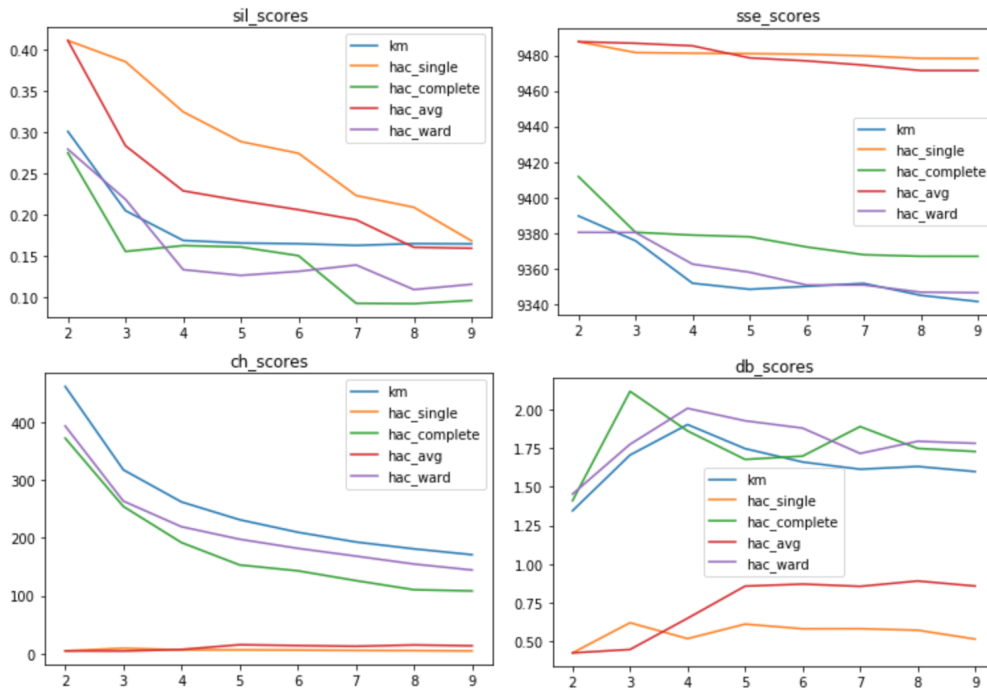 sil_scores
0.40
0.35
0.30
0.25
0.20
0.15
0.10
2 3 4 5 6 7 8 9
km
hac_single
hac_complete
hac_avg
hac_ward
sse_scores
9480
9460
9440
9420
9400
9380
9360
9340
2 3 4 5 6 7 8 9
km
hac_single
hac_complete
hac_avg
hac_ward
ch_scores
400
300
200
100
0
2 3 4 5 6 7 8 9
km
hac_single
hac_complete
hac_avg
hac_ward
db_scores
2.00
1.75
1.50
1.25
1.00
0.75
0.50
2 3 4 5 6 7 8 9
km
hac_single
hac_complete
hac_avg
hac_ward